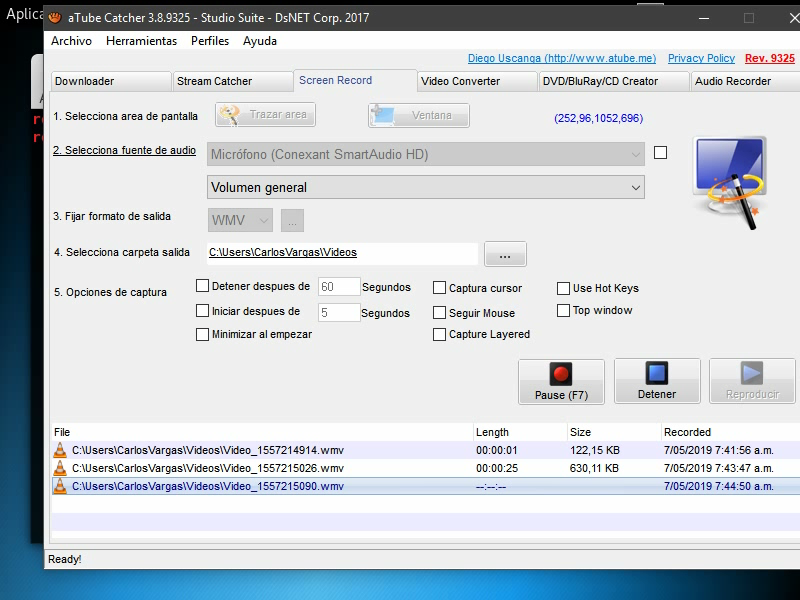 Aplica
aTube Catcher 3.8.9325 - Studio Suite - DsNET Corp. 2017
Archivo Herramientas Perfiles Ayuda
Diego Uscanga (http://www.atube.me) Privacy Policy Rev. 9325
Downloader Stream Catcher Screen Record Video Converter DVD/BluRay/CD Creator Audio Recorder
1. Selecciona area de pantalla Trazar area Ventana (252,96,1052,696)
2. Selecciona fuente de audio Micrófono (Conexant SmartAudio HD)
Volumen general
3. Fijar formato de salida WMV ...
4. Selecciona carpeta salida C:\Users\CarlosVargas\Videos ...
5. Opciones de captura
Detener despues de 60 Segundos Captura cursor Use Hot Keys
Iniciar despues de 5 Segundos Seguir Mouse Top window
Minimizar al empezar Capture Layered
Pause (F7) Detener Reproducir
File Length Size Recorded
C:\Users\CarlosVargas\Videos\Video_1557214914.wmv 00:00:01 122,15 KB 7/05/2019 7:41:56 a.m.
C:\Users\CarlosVargas\Videos\Video_1557215026.wmv 00:00:25 630,11 KB 7/05/2019 7:43:47 a.m.
C:\Users\CarlosVargas\Videos\Video_1557215090.wmv --:--:-- 7/05/2019 7:44:50 a.m.
Ready!